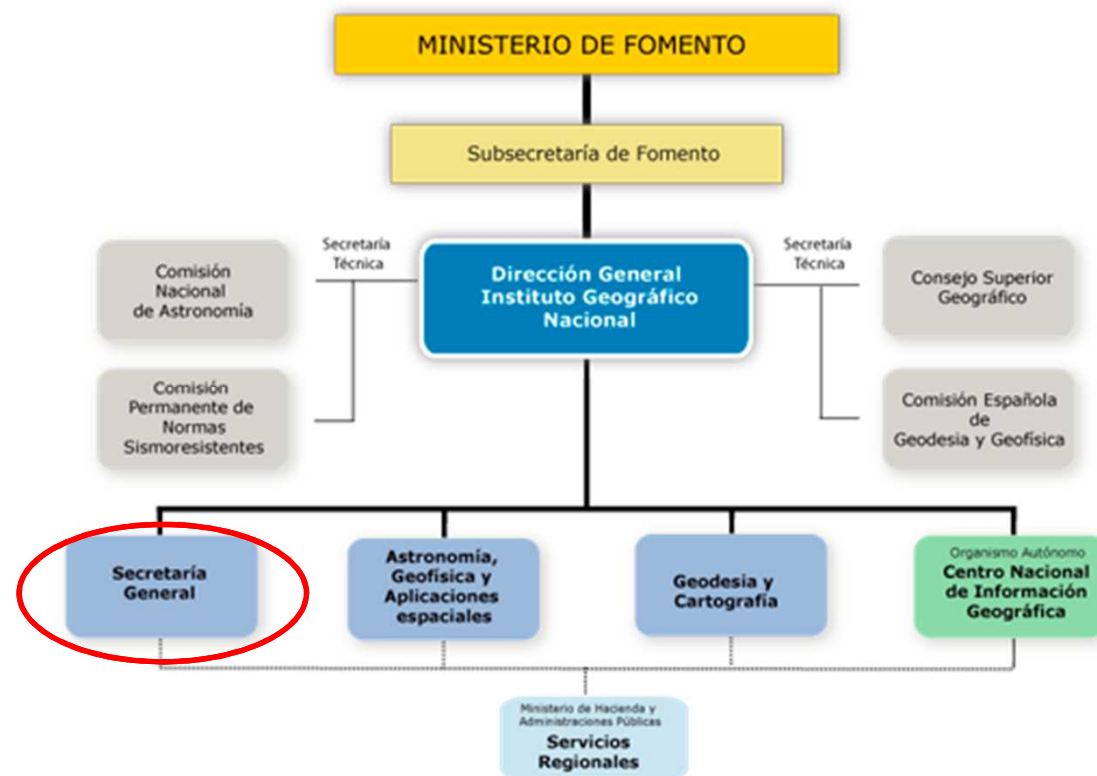 MINISTERIO DE FOMENTO
Subsecretaría de Fomento
Comisión
Nacional
de Astronomía
Secretaría
Técnica
Dirección General
Instituto Geográfico
Nacional
Secretaría
Técnica
Consejo Superior
Geográfico
Comisión
Permanente de
Normas
Sismoresistentes
Comisión Española
de
Geodesia y Geofísica
Secretaría
General
Astronomía,
Geofísica y
Aplicaciones
espaciales
Geodesia y
Cartografía
Organismo Autónomo
Centro Nacional
de Información
Geográfica
Ministerio de Hacienda y
Administraciones Públicas
Servicios
Regionales